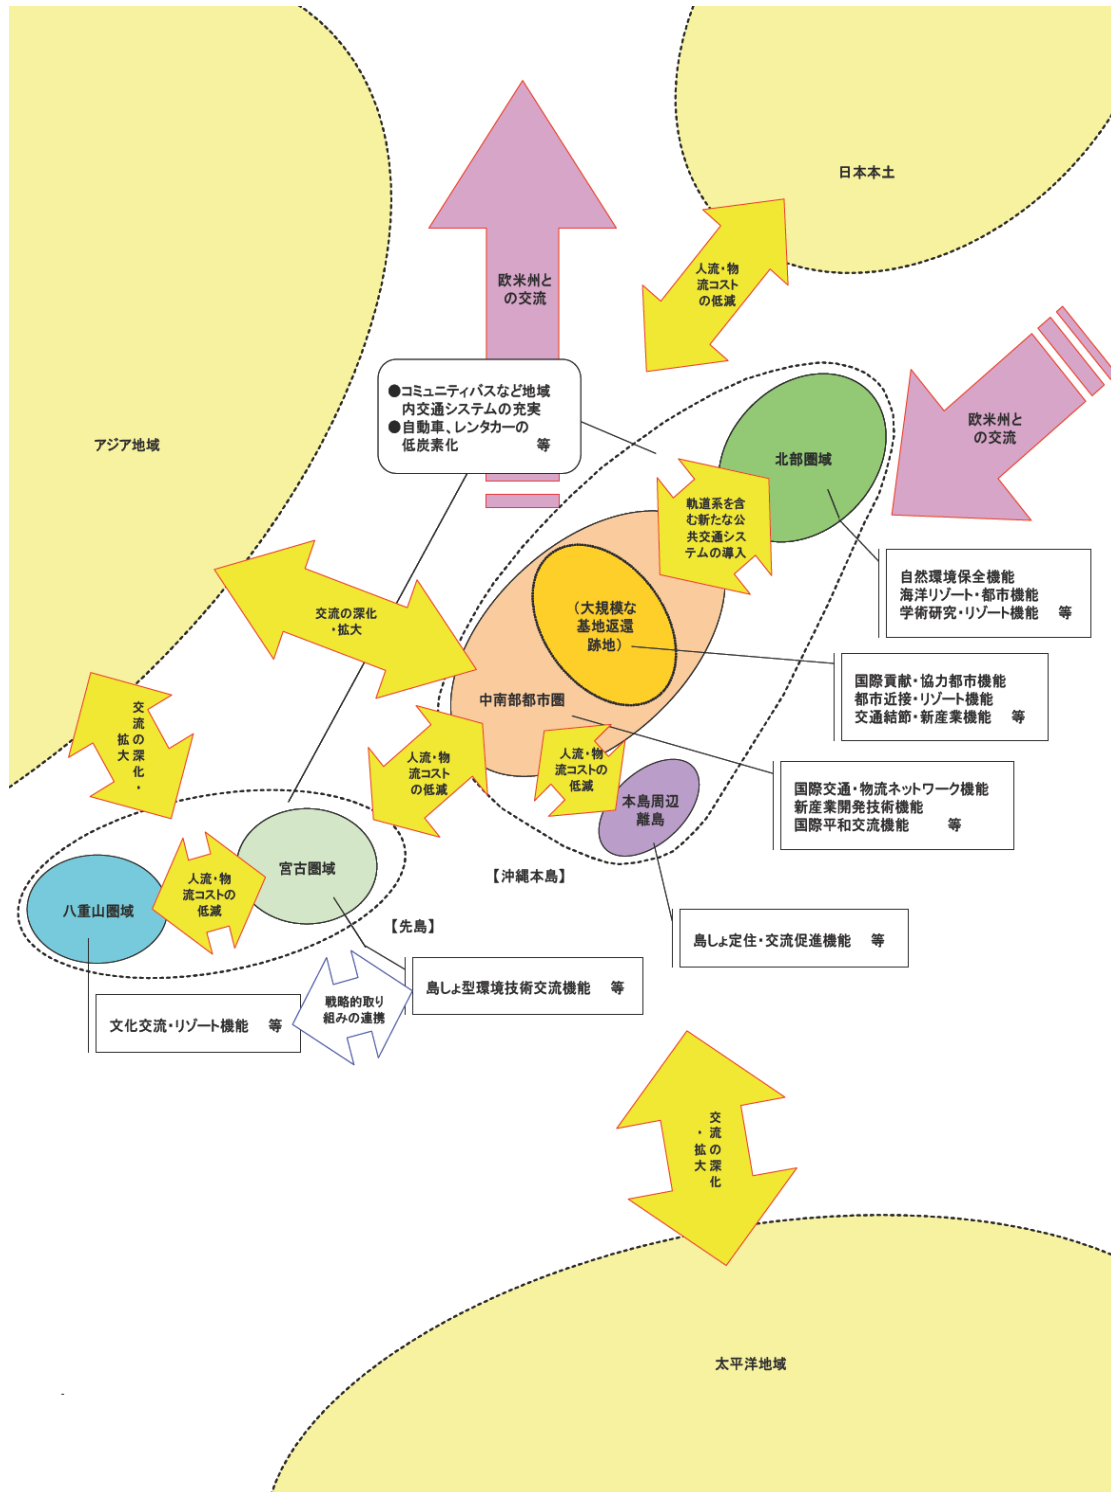 日本本土
人流・物
流コスト
の低減
欧米州と
の交流
●コミュニティバスなど地域
内交通システムの充実
●自動車、レンタカーの
低炭素化　　　等
欧米州と
の交流
アジア地域
北部圏域
軌道系を含
む新たな公
共交通シス
テムの導入
自然環境保全機能
海洋リゾート・都市機能
学術研究・リゾート機能　等
交流の深化
・拡大
（大規模な
基地返還
跡地）
国際貢献・協力都市機能
都市近接・リゾート機能
交通結節・新産業機能　等
中南部都市圏
交流の深化・
拡大
人流・物
流コスト
の低減
人流・物
流コストの
低減
国際交通・物流ネットワーク機能
新産業開発技術機能
国際平和交流機能　　等
本島周辺
離島
【沖縄本島】
宮古圏域
人流・物
流コストの
低減
八重山圏域
【先島】
島しょ定住・交流促進機能　等
島しょ型環境技術交流機能　等
戦略的取り
組みの連携
文化交流・リゾート機能　等
交流の深化
・拡大
太平洋地域